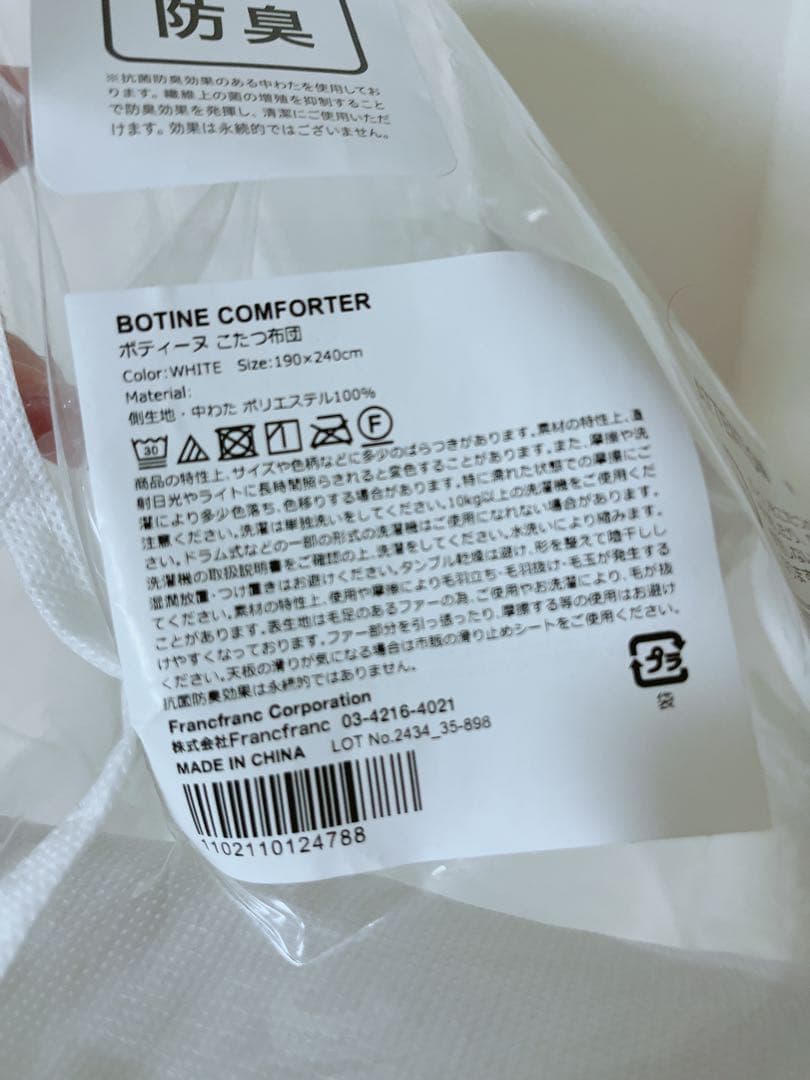 防臭
※抗菌防臭効果のある中わたを使用してお
ります。繊維上の菌の増殖を抑制すること
で防臭効果を発揮し、清潔にご使用いただ
けます。効果は永続的ではございません。
BOTINE COMFORTER
ボティーヌ こたつ布団
Color:WHITE Size:190×240cm
Material:
側生地・中わた ポリエステル100%
30 F
商品の特性上、サイズや色柄などに多少のばらつきがあります。素材の特性上、直
射日光やライトに長時間照らされると変色することがあります。また、摩擦や洗
濯により多少色落ち、色移りする場合があります。特に濡れた状態での摩擦にご
注意ください。洗濯は単独洗いをしてください。10kg以上の洗濯機をご使用くだ
さい。ドラム式などの一部の形式の洗濯機はご使用になれない場合があります。
洗濯機の取扱説明書をご確認の上、洗濯をしてください。水洗いにより縮みます。
湿潤放置・つけ置きはお避けください。タンブル乾燥は避け、形を整えて陰干しし
てください。素材の特性上、使用や摩擦により毛羽立ち・毛羽抜け・毛玉が発生する
ことがあります。表生地は毛足のあるファーの為、ご使用やお洗濯により、毛が抜
けやすくなっております。ファー部分を引っ張ったり、摩擦する等の使用はお避け
ください。天板の滑りが気になる場合は市販の滑り止めシートをご使用ください。
抗菌防臭効果は永続的ではありません。
Francfranc Corporation
株式会社Francfranc 03-4216-4021
MADE IN CHINA LOT No.2434_35-898
1102110124788
プラ
袋